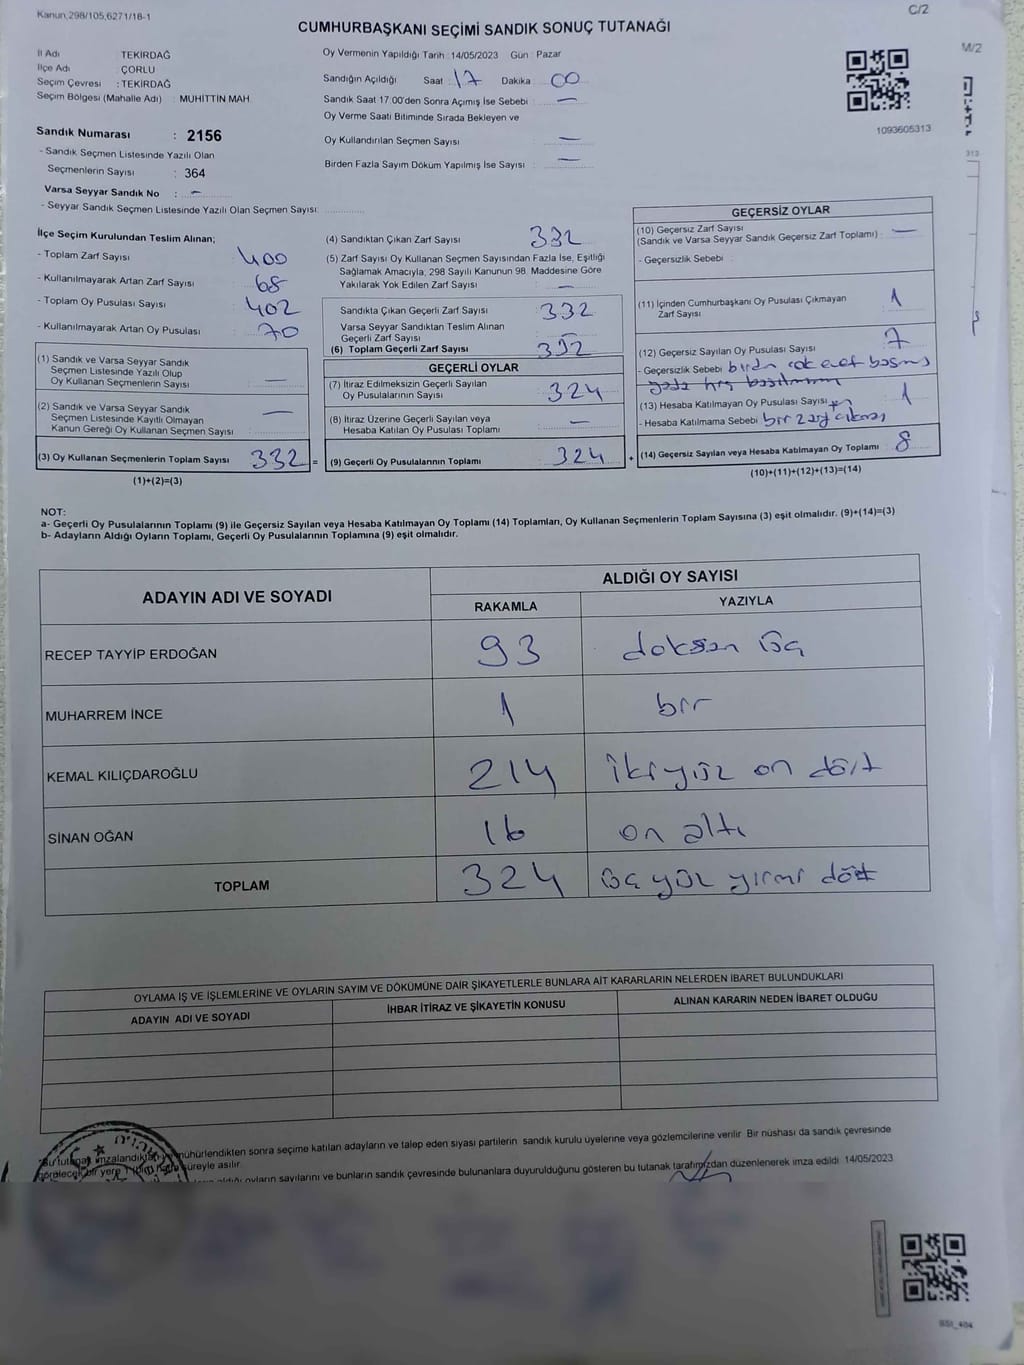 Kanun,298/105,6271/18-1
C/2
CUMHURBAŞKANI SEÇİMİ SANDIK SONUÇ TUTANAĞI
M/2
İl Adı TEKİRDAĞ
İlçe Adı ÇORLU
Seçim Çevresi : TEKİRDAĞ
Seçim Bölgesi (Mahalle Adı) : MUHİTTİN MAH.
Oy Vermenin Yapıldığı Tarih :14/05/2023 Gün : Pazar
Sandığın Açıldığı Saat : 17 Dakika : 00
Sandık Saat 17:00'den Sonra Açımış İse Sebebi : —
Oy Verme Saati Bitiminde Sırada Bekleyen ve
Oy Kullandırılan Seçmen Sayısı : —
Birden Fazla Sayım Döküm Yapılmış İse Sayısı : —
1093605313
313
Sandık Numarası : 2156
- Sandık Seçmen Listesinde Yazılı Olan
Seçmenlerin Sayısı : 364
Varsa Seyyar Sandık No : —
- Seyyar Sandık Seçmen Listesinde Yazılı Olan Seçmen Sayısı:
İlçe Seçim Kurulundan Teslim Alınan;
- Toplam Zarf Sayısı : 400
- Kullanılmayarak Artan Zarf Sayısı : 68
- Toplam Oy Pusulası Sayısı : 402
- Kullanılmayarak Artan Oy Pusulası : 70
(1) Sandık ve Varsa Seyyar Sandık
Seçmen Listesinde Yazılı Olup
Oy Kullanan Seçmenlerin Sayısı : —
(2) Sandık ve Varsa Seyyar Sandık
Seçmen Listesinde Kayıtlı Olmayan
Kanun Gereği Oy Kullanan Seçmen Sayısı : —
(3) Oy Kullanan Seçmenlerin Toplam Sayısı 332 =
(1)+(2)=(3)
(4) Sandıktan Çıkan Zarf Sayısı : 332
(5) Zarf Sayısı Oy Kullanan Seçmen Sayısından Fazla İse, Eşitliği
Sağlamak Amacıyla, 298 Sayılı Kanunun 98. Maddesine Göre
Yakılarak Yok Edilen Zarf Sayısı : —
Sandıkta Çıkan Geçerli Zarf Sayısı : 332
Varsa Seyyar Sandıktan Teslim Alınan
Geçerli Zarf Sayısı : —
(6) Toplam Geçerli Zarf Sayısı : 332
GEÇERLİ OYLAR
(7) İtiraz Edilmeksizin Geçerli Sayılan
Oy Pusulalarının Sayısı : 324
(8) İtiraz Üzerine Geçerli Sayılan veya
Hesaba Katılan Oy Pusulası Toplamı : —
(9) Geçerli Oy Pusulalarının Toplamı : 324 +
GEÇERSİZ OYLAR
(10) Geçersiz Zarf Sayısı
(Sandık ve Varsa Seyyar Sandık Geçersiz Zarf Toplamı) : —
- Geçersizlik Sebebi :
(11) İçinden Cumhurbaşkanı Oy Pusulası Çıkmayan
Zarf Sayısı : 1
(12) Geçersiz Sayılan Oy Pusulası Sayısı : 7
- Geçersizlik Sebebi birden çok evet basmış
yada hiç basılmamış
(13) Hesaba Katılmayan Oy Pusulası Sayısı : 1
- Hesaba Katılmama Sebebi bir zarf çıkması
(14) Geçersiz Sayılan veya Hesaba Katılmayan Oy Toplamı : 8
(10)+(11)+(12)+(13)=(14)
NOT:
a- Geçerli Oy Pusulalarının Toplamı (9) ile Geçersiz Sayılan veya Hesaba Katılmayan Oy Toplamı (14) Toplamları, Oy Kullanan Seçmenlerin Toplam Sayısına (3) eşit olmalıdır. (9)+(14)=(3)
b- Adayların Aldığı Oyların Toplamı, Geçerli Oy Pusulalarının Toplamına (9) eşit olmalıdır.
ADAYIN ADI VE SOYADI ALDIĞI OY SAYISI
RAKAMLA YAZIYLA
RECEP TAYYİP ERDOĞAN 93 doksan üç
MUHARREM İNCE 1 bir
KEMAL KILIÇDAROĞLU 214 ikiyüz on dört
SİNAN OĞAN 16 on altı
TOPLAM 324 üç yüz yirmi dört
OYLAMA İŞ VE İŞLEMLERİNE VE OYLARIN SAYIM VE DÖKÜMÜNE DAİR ŞİKAYETLERLE BUNLARA AİT KARARLARIN NELERDEN İBARET BULUNDUKLARI
ADAYIN ADI VE SOYADI İHBAR İTİRAZ VE ŞİKAYETİN KONUSU ALINAN KARARIN NEDEN İBARET OLDUĞU
*Bu tutanak imzalandıktan ve mühürlendikten sonra seçime katılan adayların ve talep eden siyasi partilerin sandık kurulu üyelerine veya gözlemcilerine verilir. Bir nüshası da sandık çevresinde
görülecek bir yere 1 hafta süreyle asılır.
aldığı oyların sayılarını ve bunların sandık çevresinde bulunanlara duyurulduğunu gösteren bu tutanak tarafımızdan düzenlenerek imza edildi. 14/05/2023